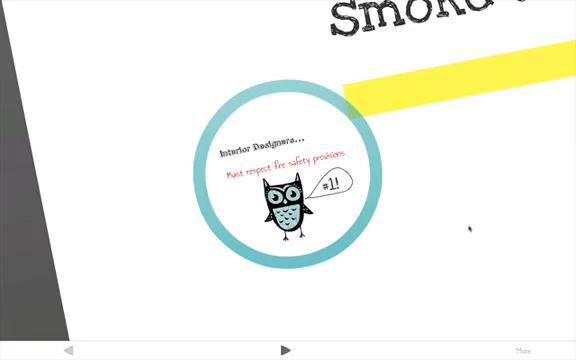 Interior Designers...
Must respect fire safety provisions
#1!
More